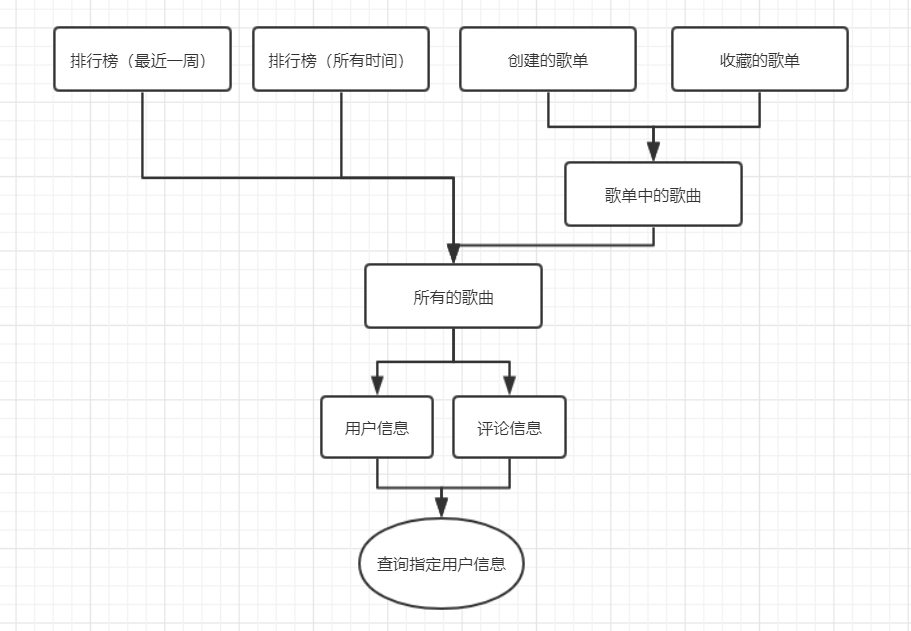 排行榜（最近一周）
排行榜（所有时间）
创建的歌单
收藏的歌单
歌单中的歌曲
所有的歌曲
用户信息
评论信息
查询指定用户信息